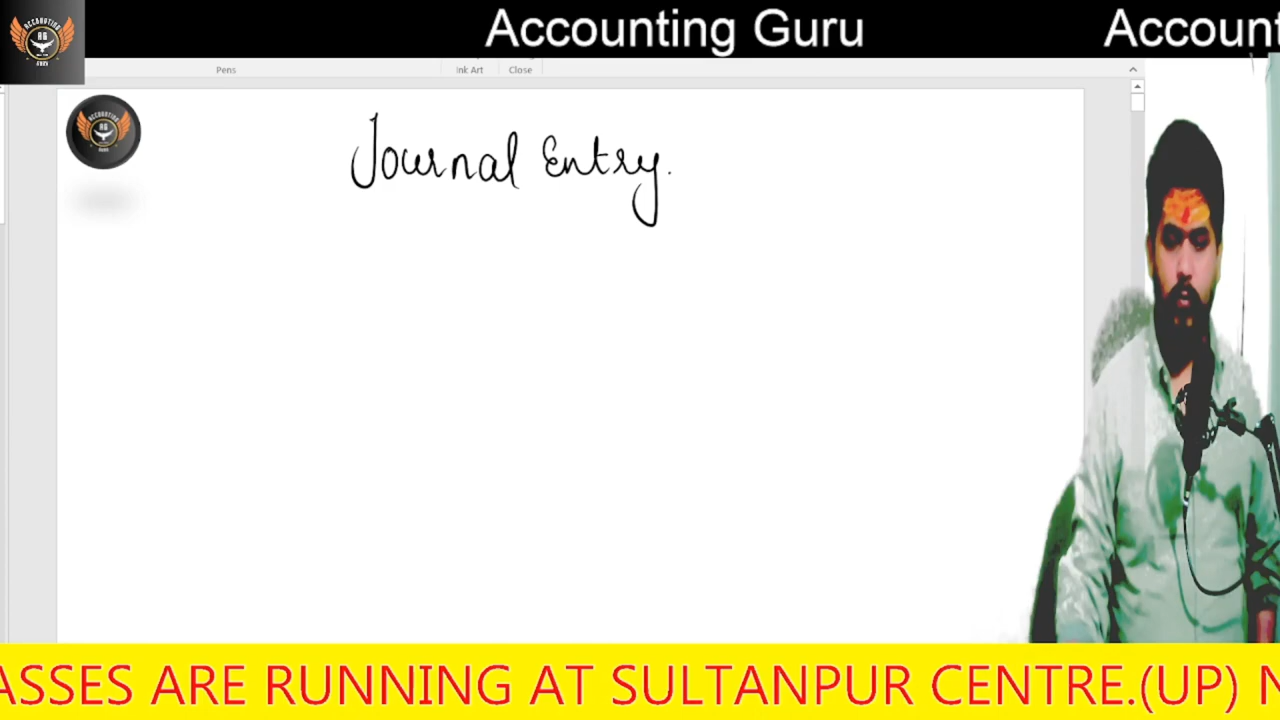 Accounting Guru
Account
Pens
Ink Art
Close
Journal Entry.
ASSES ARE RUNNING AT SULTANPUR CENTRE.(UP) N